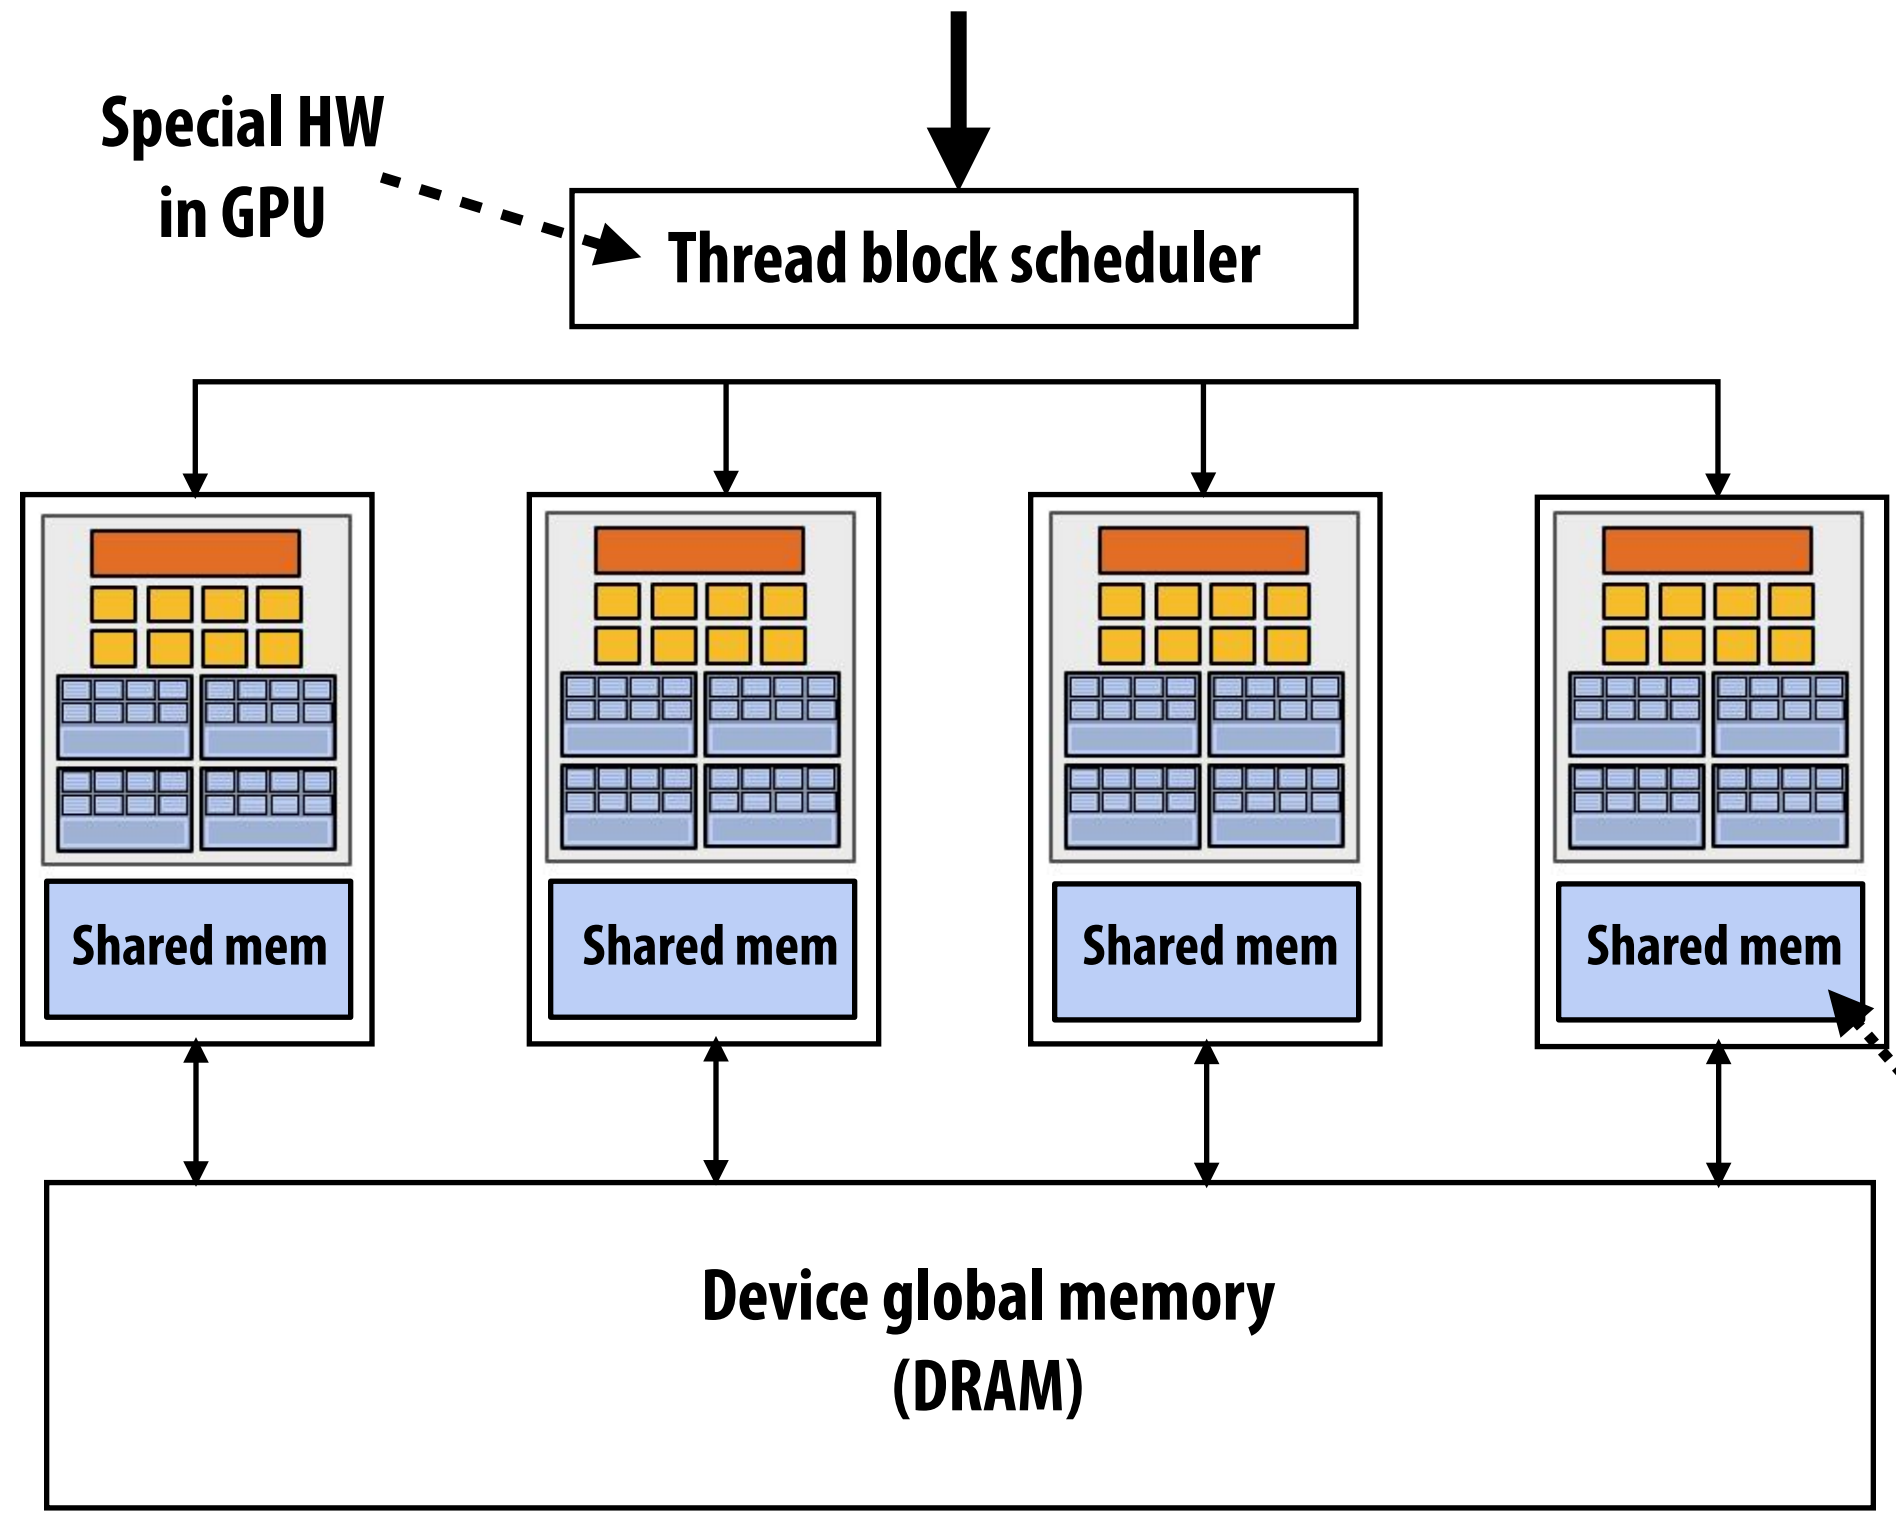 Special HW
in GPU
Thread block scheduler
Shared mem
Shared mem
Shared mem
Shared mem
Device global memory
(DRAM)